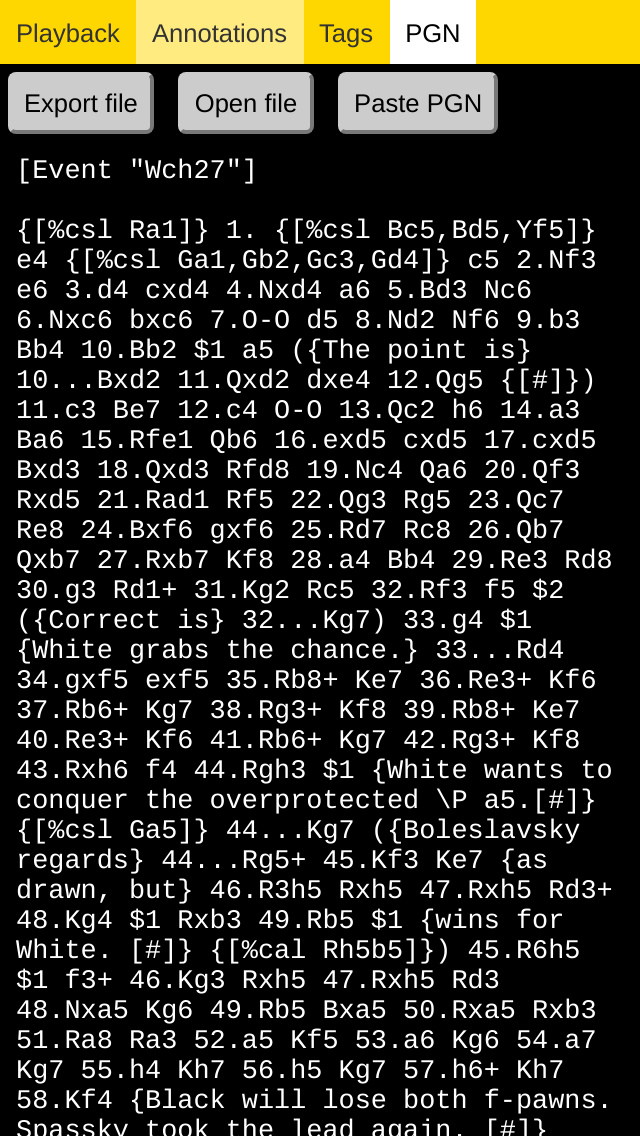 Playback Annotations Tags PGN
Export file Open file Paste PGN
[Event "Wch27"]
{[%csl Ra1]} 1. {[%csl Bc5,Bd5,Yf5]}
e4 {[%csl Ga1,Gb2,Gc3,Gd4]} c5 2.Nf3
e6 3.d4 cxd4 4.Nxd4 a6 5.Bd3 Nc6
6.Nxc6 bxc6 7.O-O d5 8.Nd2 Nf6 9.b3
Bb4 10.Bb2 $1 a5 ({The point is}
10...Bxd2 11.Qxd2 dxe4 12.Qg5 {[#]})
11.c3 Be7 12.c4 O-O 13.Qc2 h6 14.a3
Ba6 15.Rfe1 Qb6 16.exd5 cxd5 17.cxd5
Bxd3 18.Qxd3 Rfd8 19.Nc4 Qa6 20.Qf3
Rxd5 21.Rad1 Rf5 22.Qg3 Rg5 23.Qc7
Re8 24.Bxf6 gxf6 25.Rd7 Rc8 26.Qb7
Qxb7 27.Rxb7 Kf8 28.a4 Bb4 29.Re3 Rd8
30.g3 Rd1+ 31.Kg2 Rc5 32.Rf3 f5 $2
({Correct is} 32...Kg7) 33.g4 $1
{White grabs the chance.} 33...Rd4
34.gxf5 exf5 35.Rb8+ Ke7 36.Re3+ Kf6
37.Rb6+ Kg7 38.Rg3+ Kf8 39.Rb8+ Ke7
40.Re3+ Kf6 41.Rb6+ Kg7 42.Rg3+ Kf8
43.Rxh6 f4 44.Rgh3 $1 {White wants to
conquer the overprotected \P a5.[#]}
{[%csl Ga5]} 44...Kg7 ({Boleslavsky
regards} 44...Rg5+ 45.Kf3 Ke7 {as
drawn, but} 46.R3h5 Rxh5 47.Rxh5 Rd3+
48.Kg4 $1 Rxb3 49.Rb5 $1 {wins for
White. [#]} {[%cal Rh5b5]}) 45.R6h5
$1 f3+ 46.Kg3 Rxh5 47.Rxh5 Rd3
48.Nxa5 Kg6 49.Rb5 Bxa5 50.Rxa5 Rxb3
51.Ra8 Ra3 52.a5 Kf5 53.a6 Kg6 54.a7
Kg7 55.h4 Kh7 56.h5 Kg7 57.h6+ Kh7
58.Kf4 {Black will lose both f-pawns.
Spassky took the lead again. [#]}